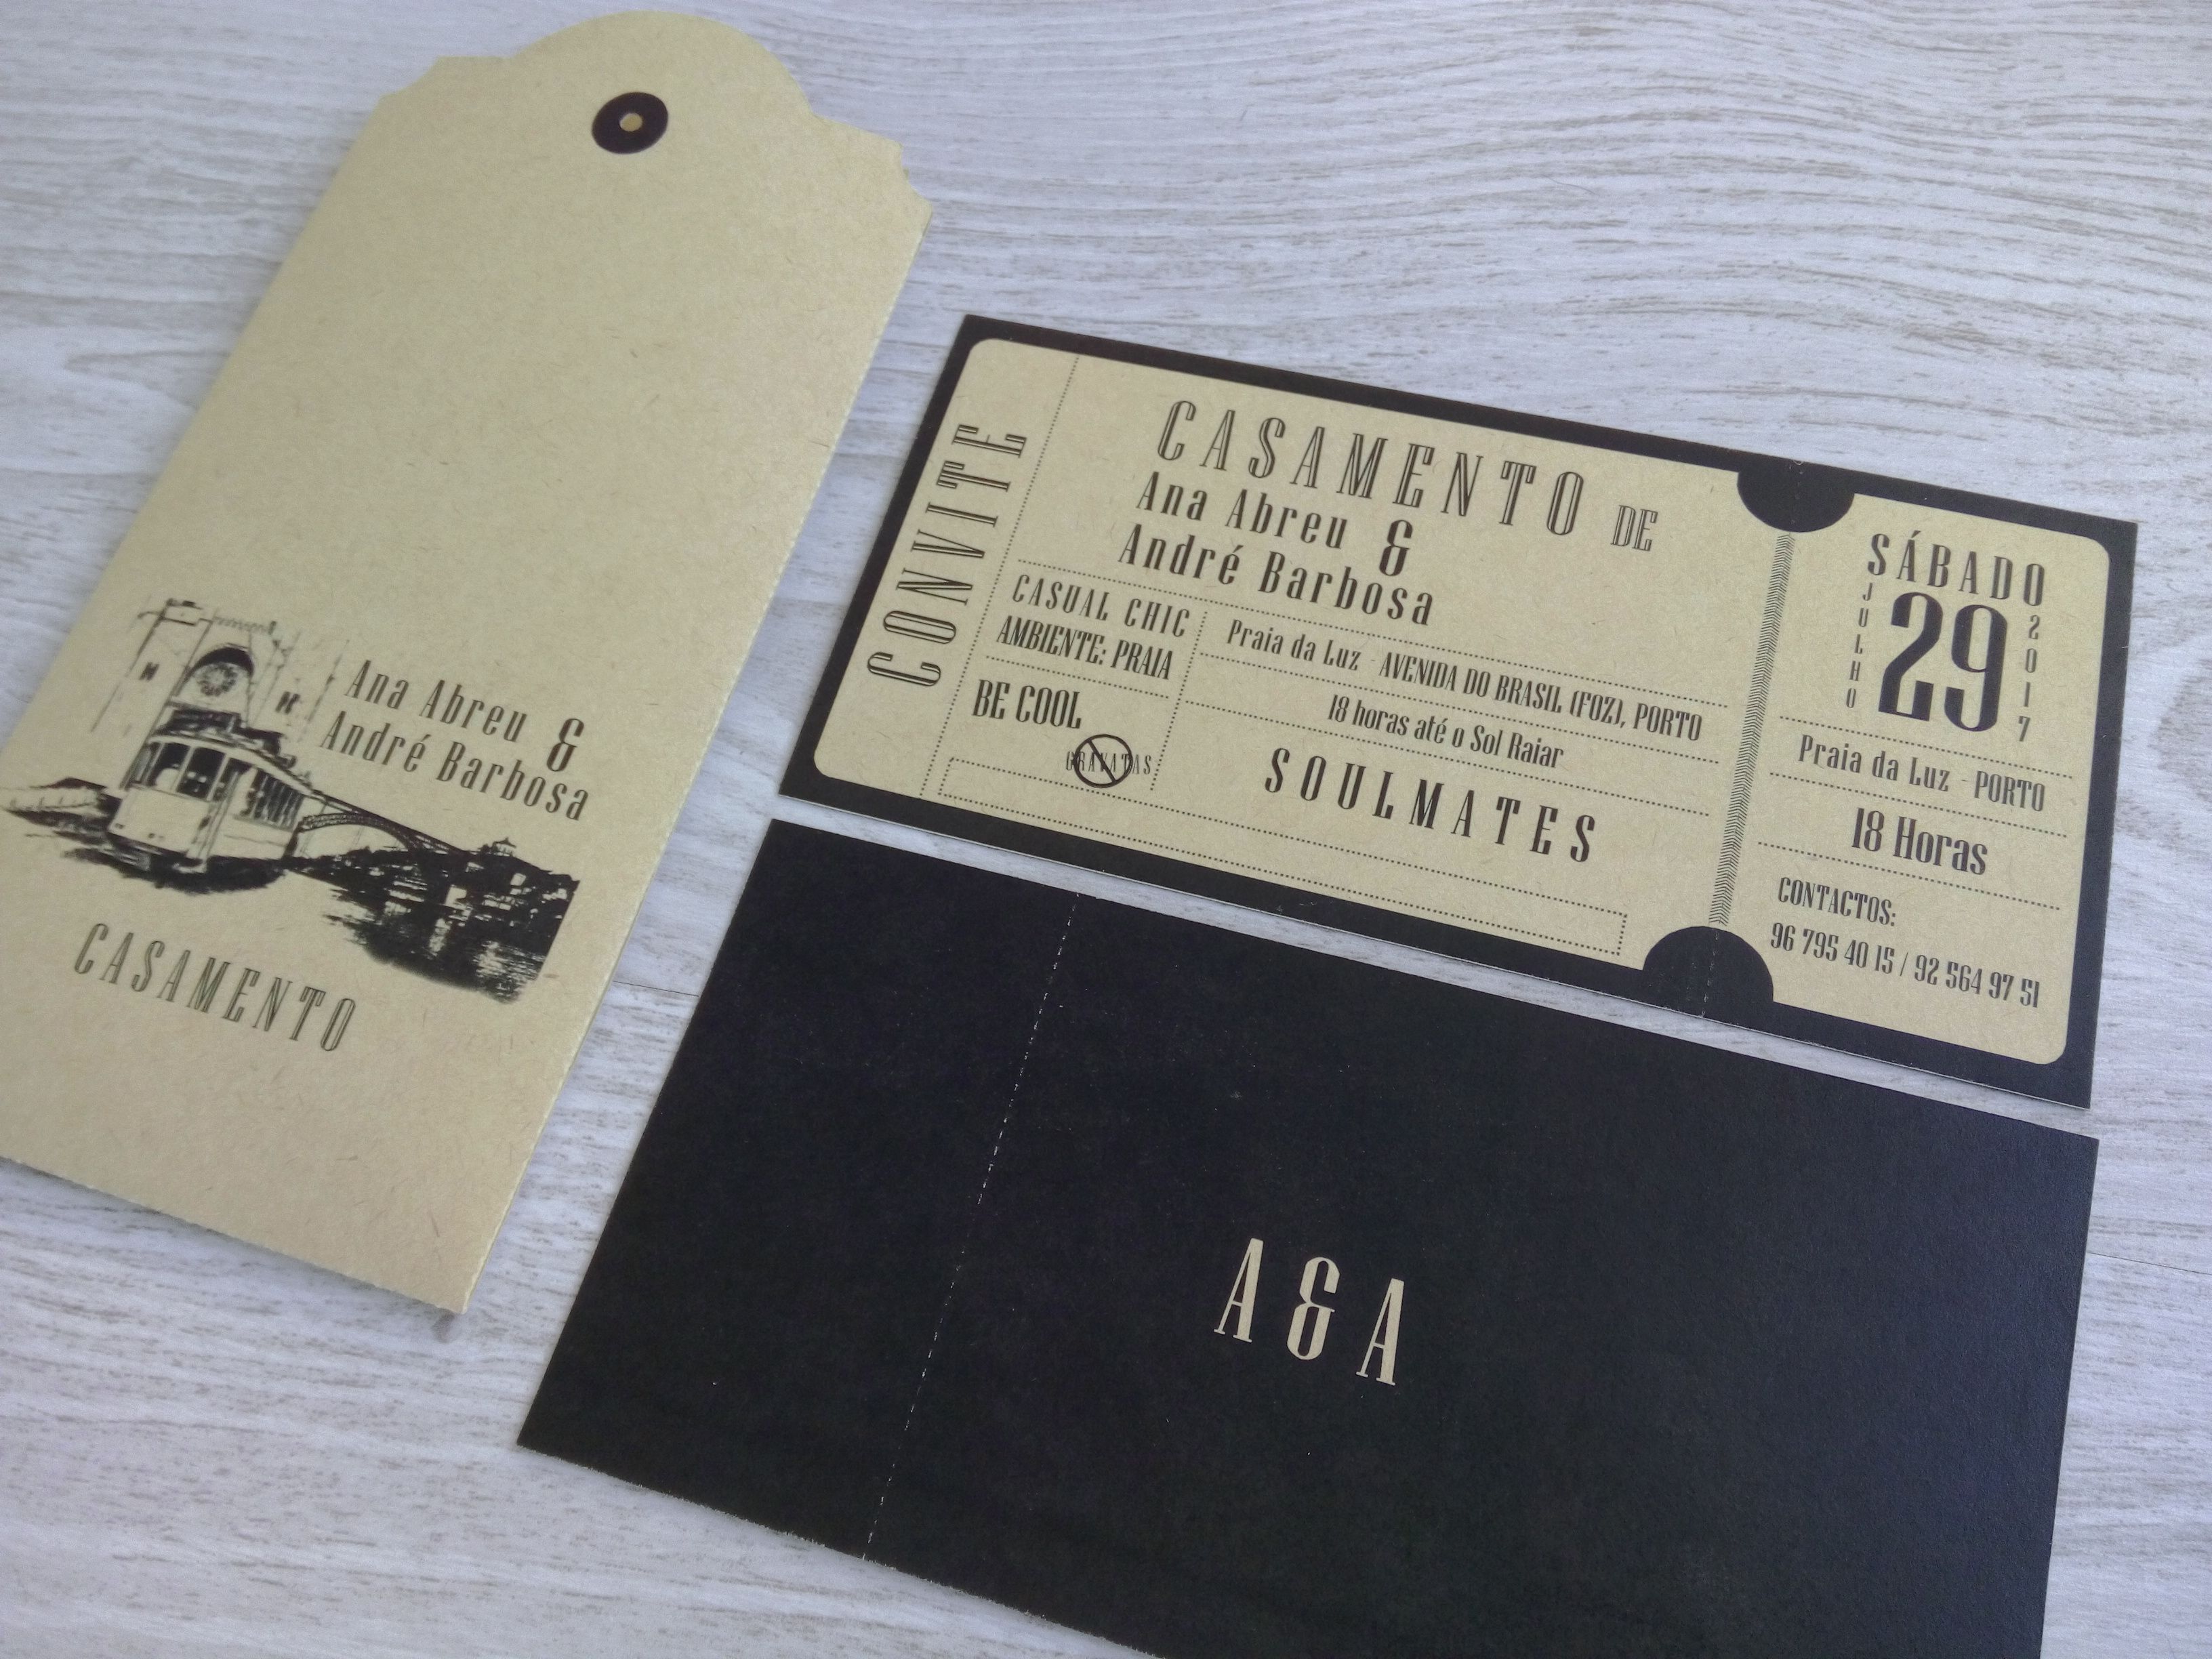 Ana Abreu &
André Barbosa
CASAMENTO
CONVITE
CASAMENTO DE
Ana Abreu &
André Barbosa
CASUAL CHIC
AMBIENTE: PRAIA
BE COOL
GRAVATAS
Praia da Luz - AVENIDA DO BRASIL (FOZ), PORTO
18 horas até o Sol Raiar
SOULMATES
SÁBADO
JULHO
29
2017
Praia da Luz - PORTO
18 Horas
CONTACTOS:
96 795 40 15 / 92 564 97 51
A & A